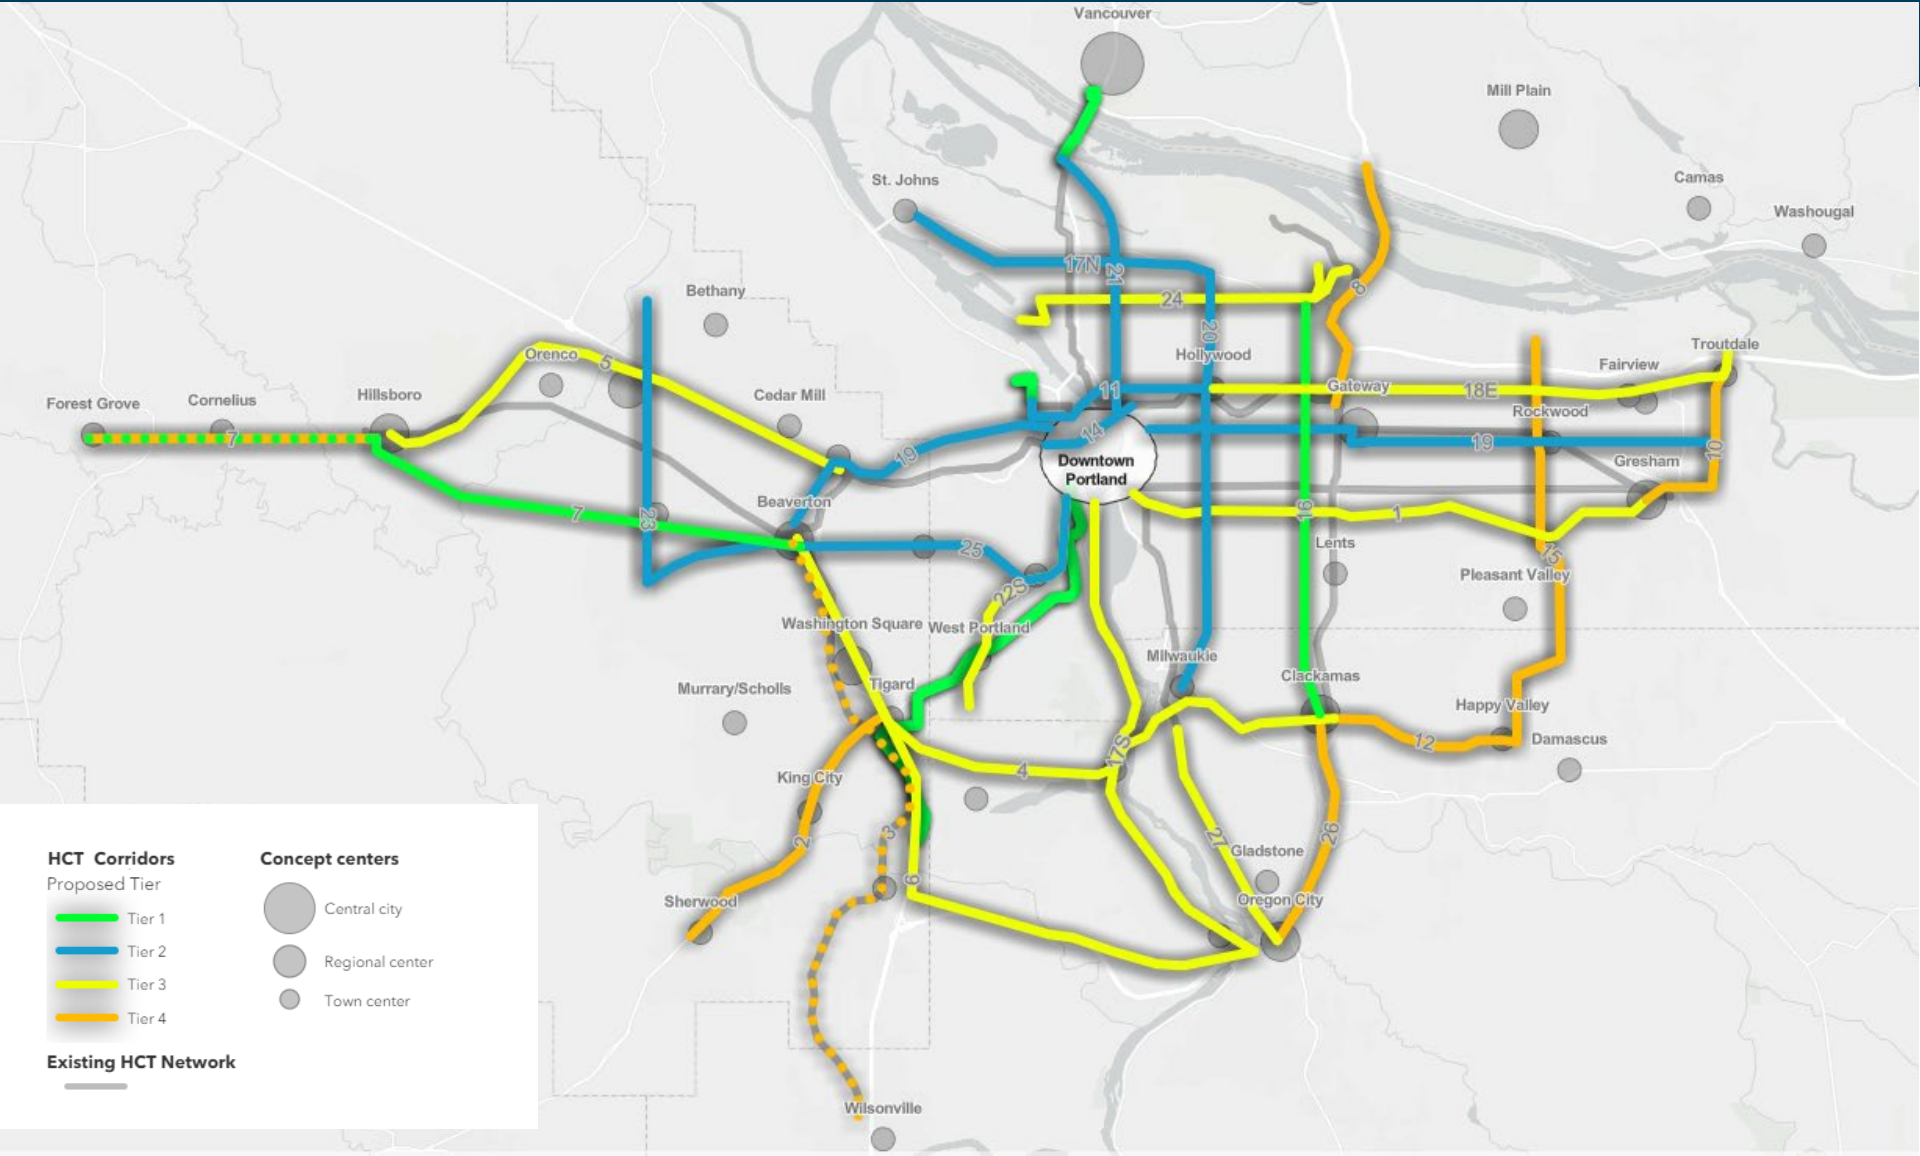 Vancouver
Mill Plain
St. Johns
Camas
Washougal
17N
21
Bethany
8
24
20
Orenco
5
Hollywood
Troutdale
Fairview
Forest Grove
Cornelius
Hillsboro
Cedar Mill
11
Gateway
18E
Rockwood
7
14
19
19
10
Downtown
Portland
Gresham
Beaverton
7
23
16
1
25
Lents
15
Pleasant Valley
22S
Washington Square
West Portland
Milwaukie
Clackamas
Murrary/Scholls
Tigard
Happy Valley
12
Damascus
17S
4
King City
3
2
27
26
Gladstone
9
Sherwood
Oregon City
Wilsonville
HCT Corridors
Proposed Tier
Tier 1
Tier 2
Tier 3
Tier 4
Existing HCT Network
Concept centers
Central city
Regional center
Town center